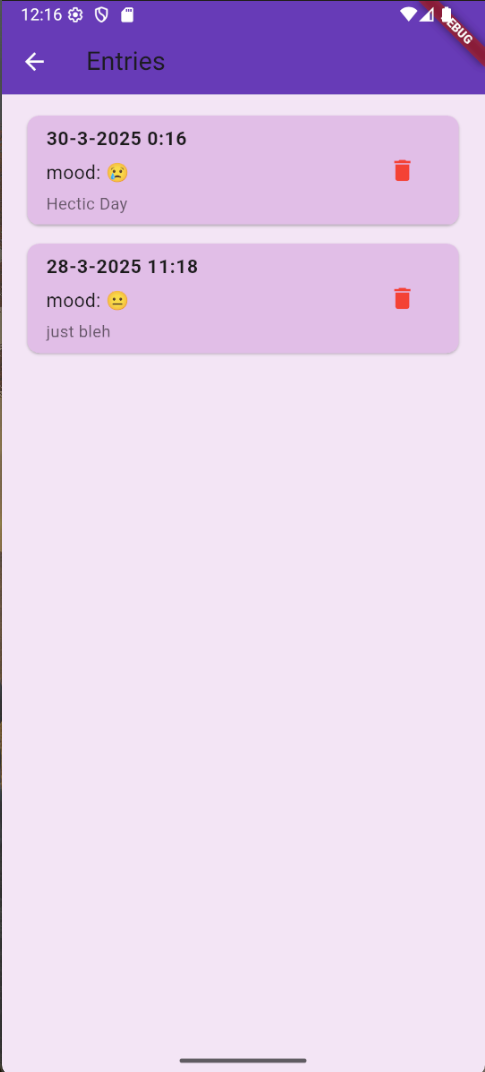 12:16
Entries
30-3-2025 0:16
mood: 😢
Hectic Day
28-3-2025 11:18
mood: 😐
just bleh